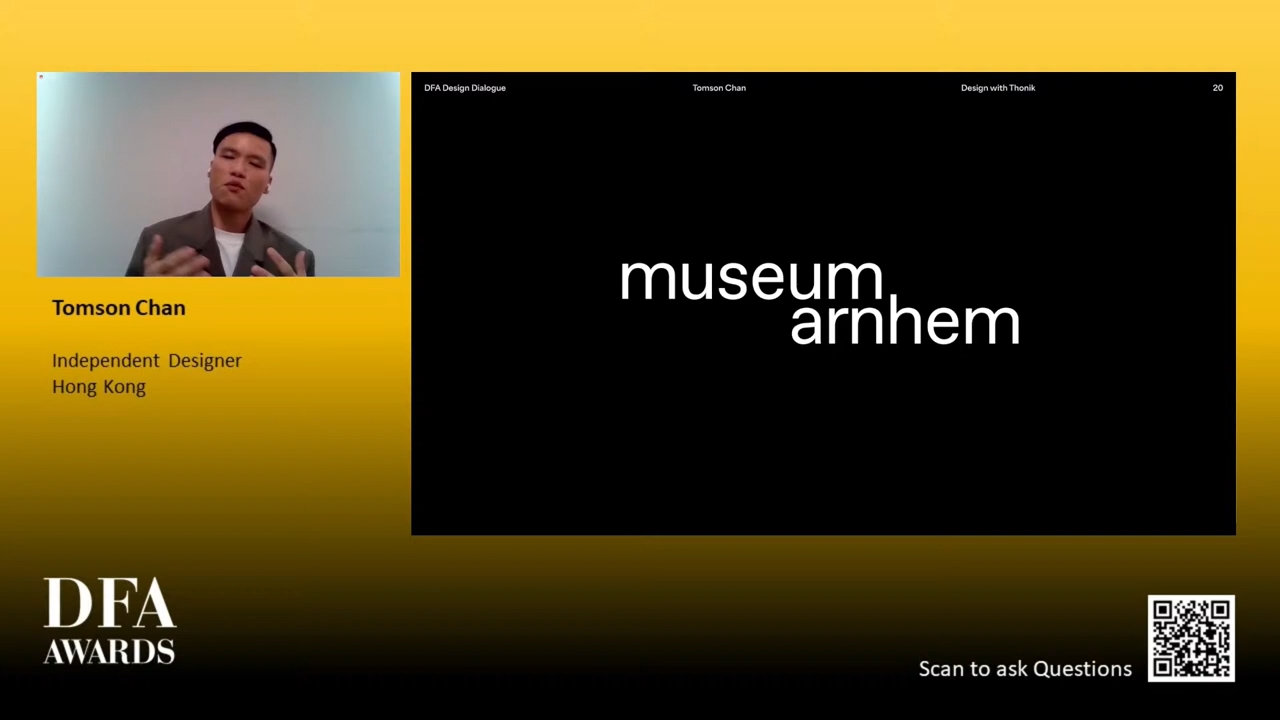 DFA Design Dialogue
Tomson Chan
Design with Thonik
20
museum
arnhem
Tomson Chan
Independent Designer
Hong Kong
DFA
AWARDS
Scan to ask Questions